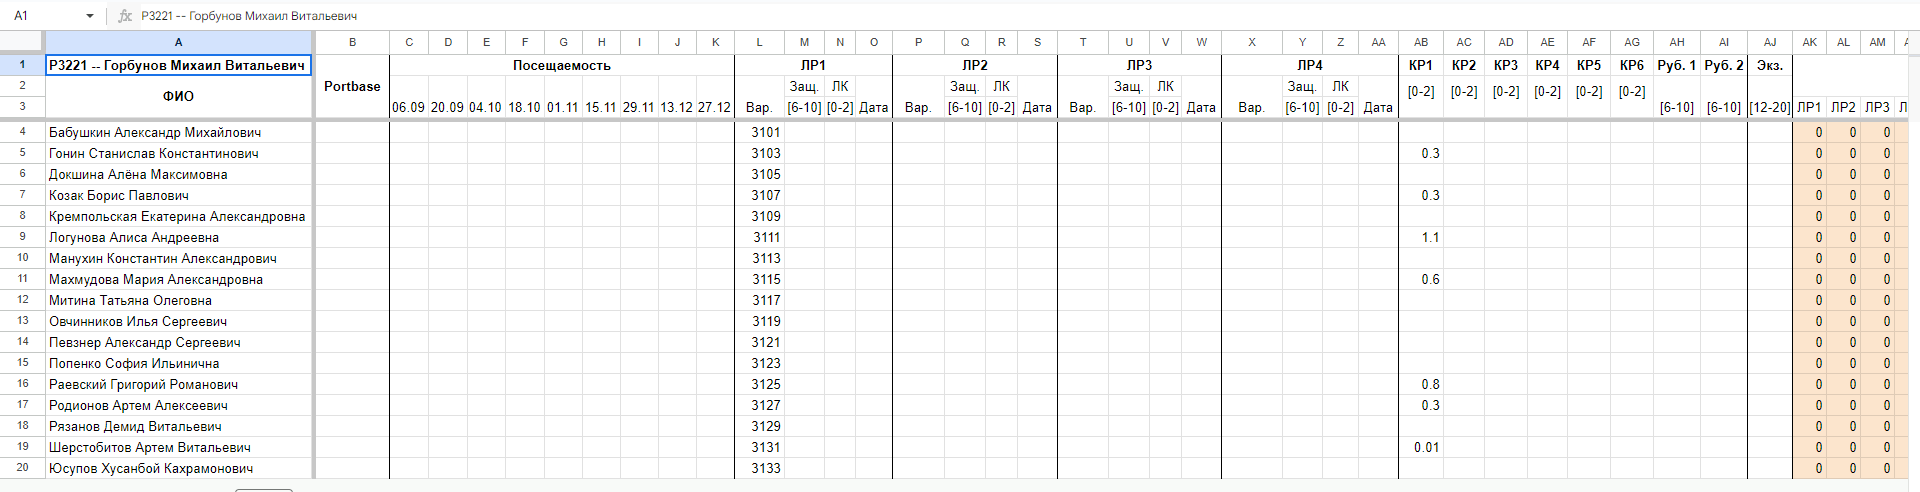 A1 fx P3221 -- Горбунов Михаил Витальевич
A B C D E F G H I J K L M N O P Q R S T U V W X Y Z AA AB AC AD AE AF AG AH AI AJ AK AL AM
1 P3221 -- Горбунов Михаил Витальевич Portbase Посещаемость ЛР1 ЛР2 ЛР3 ЛР4 КР1 КР2 КР3 КР4 КР5 КР6 Руб. 1 Руб. 2 Экз.
2 ФИО Защ. ЛК Защ. ЛК Защ. ЛК Защ. ЛК [0-2] [0-2] [0-2] [0-2] [0-2] [0-2]
3 06.09 20.09 04.10 18.10 01.11 15.11 29.11 13.12 27.12 Вар. [6-10] [0-2] Дата Вар. [6-10] [0-2] Дата Вар. [6-10] [0-2] Дата Вар. [6-10] [0-2] Дата [6-10] [6-10] [12-20] ЛР1 ЛР2 ЛР3
4 Бабушкин Александр Михайлович 3101 0 0 0
5 Гонин Станислав Константинович 3103 0.3 0 0 0
6 Докшина Алёна Максимовна 3105 0 0 0
7 Козак Борис Павлович 3107 0.3 0 0 0
8 Кремпольская Екатерина Александровна 3109 0 0 0
9 Логунова Алиса Андреевна 3111 1.1 0 0 0
10 Манухин Константин Александрович 3113 0 0 0
11 Махмудова Мария Александровна 3115 0.6 0 0 0
12 Митина Татьяна Олеговна 3117 0 0 0
13 Овчинников Илья Сергеевич 3119 0 0 0
14 Певзнер Александр Сергеевич 3121 0 0 0
15 Попенко София Ильинична 3123 0 0 0
16 Раевский Григорий Романович 3125 0.8 0 0 0
17 Родионов Артем Алексеевич 3127 0.3 0 0 0
18 Рязанов Демид Витальевич 3129 0 0 0
19 Шерстобитов Артем Витальевич 3131 0.01 0 0 0
20 Юсупов Хусанбой Кахрамонович 3133 0 0 0